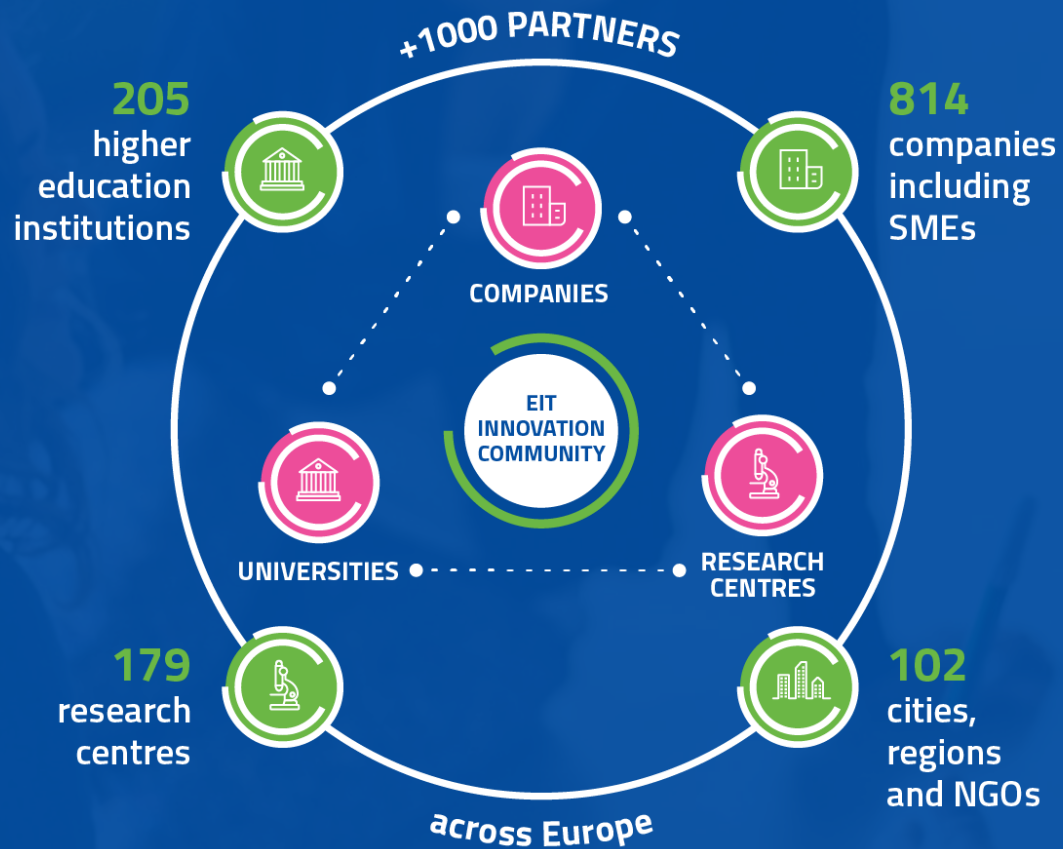 +1000 PARTNERS
205
higher
education
institutions
814
companies
including
SMEs
COMPANIES
EIT
INNOVATION
COMMUNITY
UNIVERSITIES
RESEARCH
CENTRES
179
research
centres
102
cities,
regions
and NGOs
across Europe